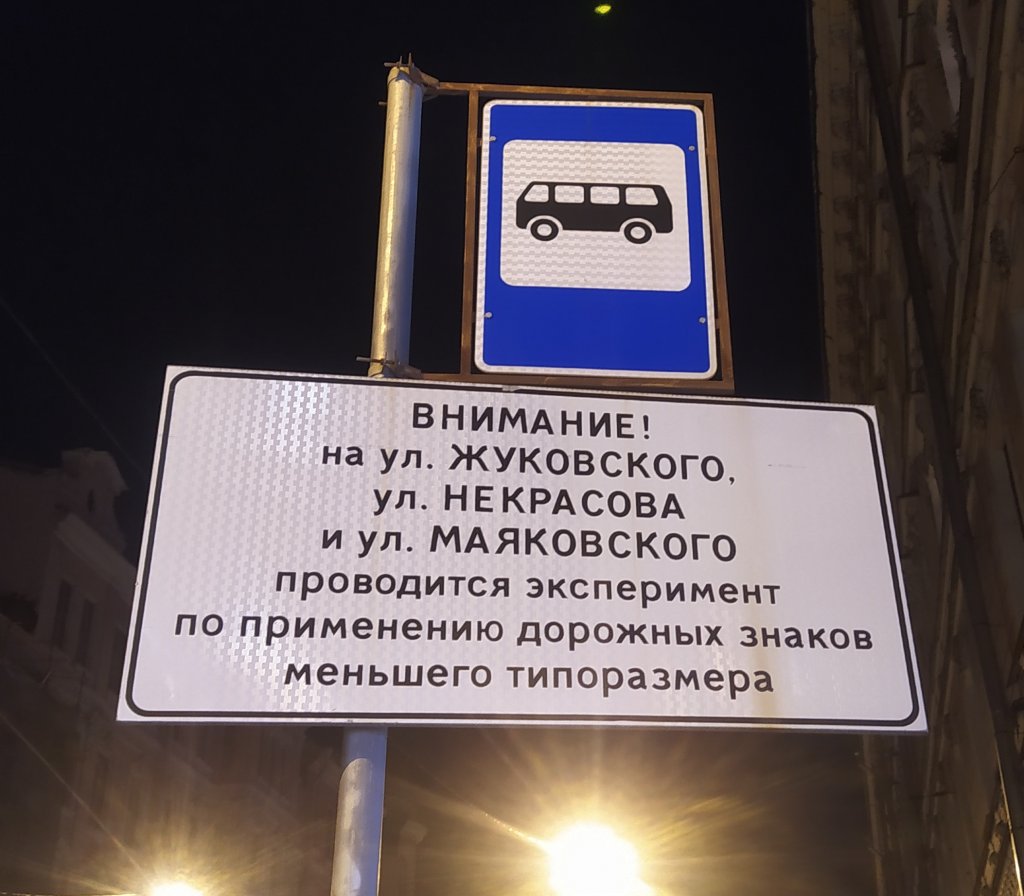 ВНИМАНИЕ!
на ул. ЖУКОВСКОГО,
ул. НЕКРАСОВА
и ул. МАЯКОВСКОГО
проводится эксперимент
по применению дорожных знаков
меньшего типоразмера